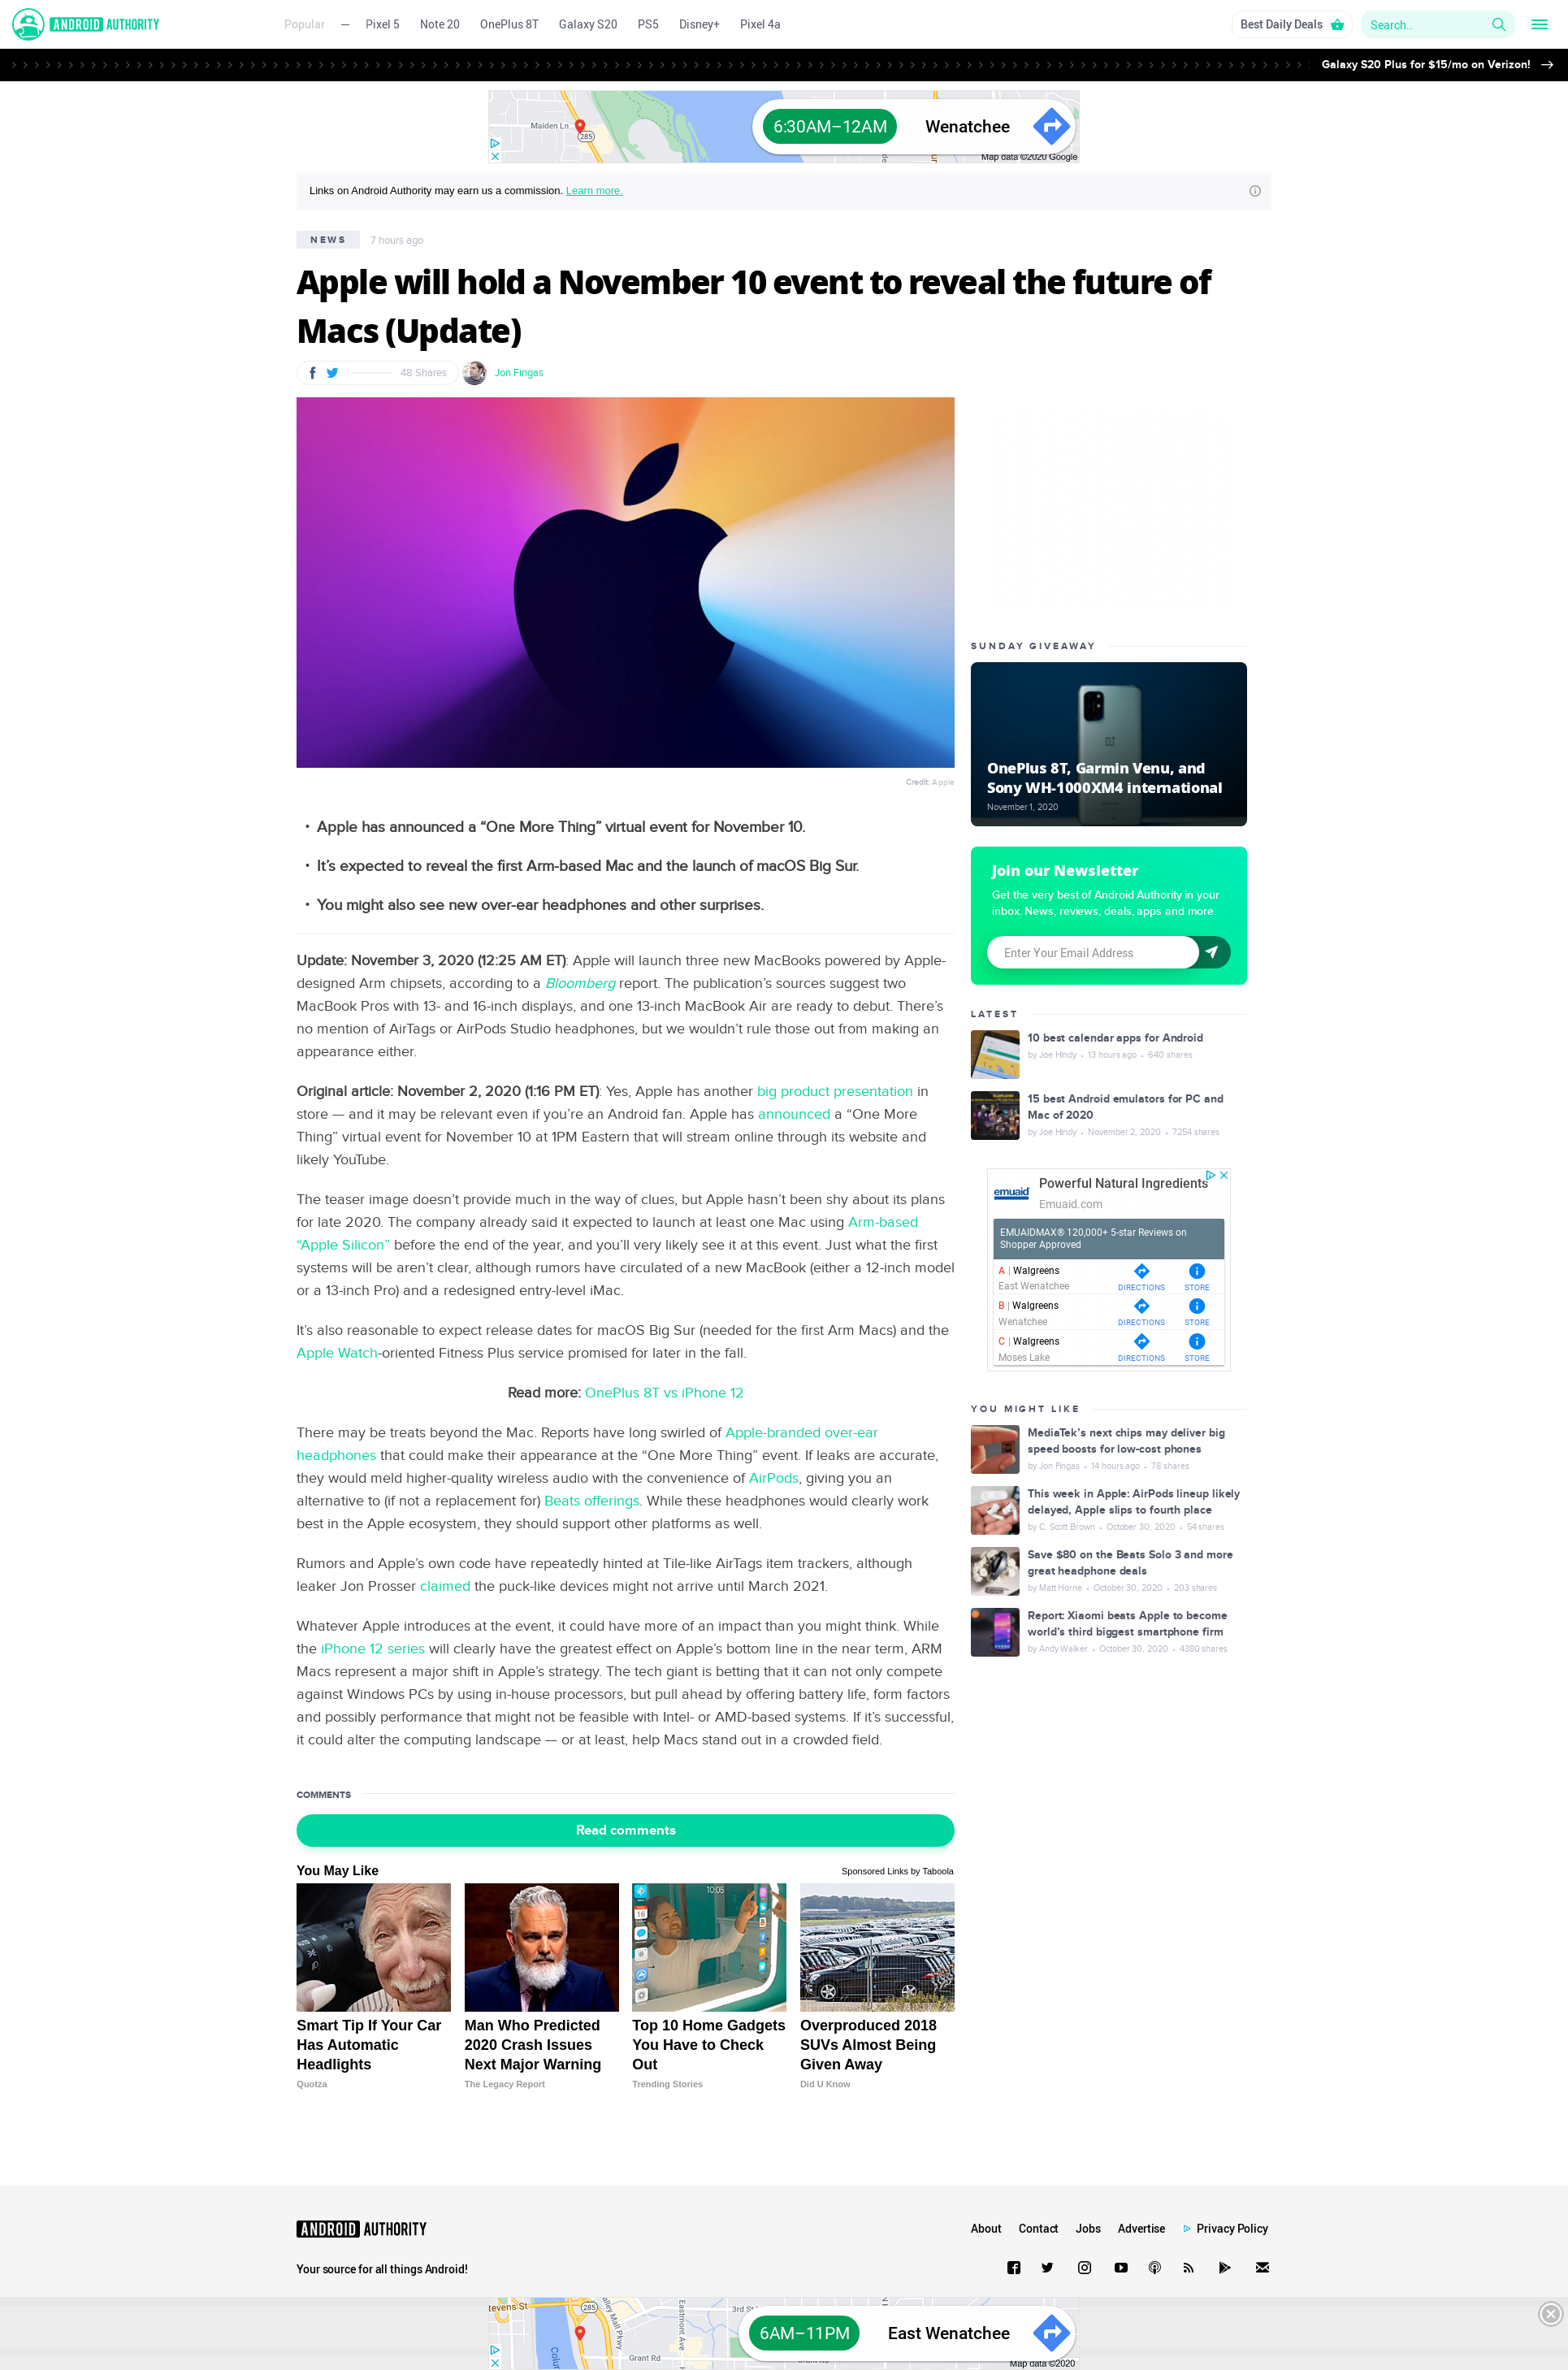 ANDROID AUTHORITY
Popular — Pixel 5 Note 20 OnePlus 8T Galaxy S20 PS5 Disney+ Pixel 4a
Best Daily Deals
Search..
Galaxy S20 Plus for $15/mo on Verizon!
Maiden Ln
285
6:30AM–12AM
Wenatchee
Map data ©2020 Google
Links on Android Authority may earn us a commission. Learn more.
NEWS
7 hours ago
Apple will hold a November 10 event to reveal the future of
Macs (Update)
48 Shares
Jon Fingas
Credit: Apple
• Apple has announced a “One More Thing” virtual event for November 10.
• It’s expected to reveal the first Arm-based Mac and the launch of macOS Big Sur.
• You might also see new over-ear headphones and other surprises.
Update: November 3, 2020 (12:25 AM ET): Apple will launch three new MacBooks powered by Apple-
designed Arm chipsets, according to a Bloomberg report. The publication’s sources suggest two
MacBook Pros with 13- and 16-inch displays, and one 13-inch MacBook Air are ready to debut. There’s
no mention of AirTags or AirPods Studio headphones, but we wouldn’t rule those out from making an
appearance either.
Original article: November 2, 2020 (1:16 PM ET): Yes, Apple has another big product presentation in
store — and it may be relevant even if you’re an Android fan. Apple has announced a “One More
Thing” virtual event for November 10 at 1PM Eastern that will stream online through its website and
likely YouTube.
The teaser image doesn’t provide much in the way of clues, but Apple hasn’t been shy about its plans
for late 2020. The company already said it expected to launch at least one Mac using Arm-based
“Apple Silicon” before the end of the year, and you’ll very likely see it at this event. Just what the first
systems will be aren’t clear, although rumors have circulated of a new MacBook (either a 12-inch model
or a 13-inch Pro) and a redesigned entry-level iMac.
It’s also reasonable to expect release dates for macOS Big Sur (needed for the first Arm Macs) and the
Apple Watch-oriented Fitness Plus service promised for later in the fall.
Read more: OnePlus 8T vs iPhone 12
There may be treats beyond the Mac. Reports have long swirled of Apple-branded over-ear
headphones that could make their appearance at the “One More Thing” event. If leaks are accurate,
they would meld higher-quality wireless audio with the convenience of AirPods, giving you an
alternative to (if not a replacement for) Beats offerings. While these headphones would clearly work
best in the Apple ecosystem, they should support other platforms as well.
Rumors and Apple’s own code have repeatedly hinted at Tile-like AirTags item trackers, although
leaker Jon Prosser claimed the puck-like devices might not arrive until March 2021.
Whatever Apple introduces at the event, it could have more of an impact than you might think. While
the iPhone 12 series will clearly have the greatest effect on Apple’s bottom line in the near term, ARM
Macs represent a major shift in Apple’s strategy. The tech giant is betting that it can not only compete
against Windows PCs by using in-house processors, but pull ahead by offering battery life, form factors
and possibly performance that might not be feasible with Intel- or AMD-based systems. If it’s successful,
it could alter the computing landscape — or at least, help Macs stand out in a crowded field.
COMMENTS
Read comments
You May Like
Sponsored Links by Taboola
10:05
16
Smart Tip If Your Car
Has Automatic
Headlights
Quotza
Man Who Predicted
2020 Crash Issues
Next Major Warning
The Legacy Report
Top 10 Home Gadgets
You Have to Check
Out
Trending Stories
Overproduced 2018
SUVs Almost Being
Given Away
Did U Know
SUNDAY GIVEAWAY
OnePlus 8T, Garmin Venu, and
Sony WH-1000XM4 international
November 1, 2020
Join our Newsletter
Get the very best of Android Authority in your
inbox. News, reviews, deals, apps and more.
Enter Your Email Address
LATEST
10 best calendar apps for Android
by Joe Hindy • 13 hours ago • 640 shares
15 best Android emulators for PC and
Mac of 2020
by Joe Hindy • November 2, 2020 • 7254 shares
emuaid
Powerful Natural Ingredients
Emuaid.com
EMUAIDMAX® 120,000+ 5-star Reviews on
Shopper Approved
A | Walgreens
East Wenatchee
DIRECTIONS STORE
B | Walgreens
Wenatchee
DIRECTIONS STORE
C | Walgreens
Moses Lake
DIRECTIONS STORE
YOU MIGHT LIKE
MediaTek’s next chips may deliver big
speed boosts for low-cost phones
by Jon Fingas • 14 hours ago • 78 shares
This week in Apple: AirPods lineup likely
delayed, Apple slips to fourth place
by C. Scott Brown • October 30, 2020 • 54 shares
Save $80 on the Beats Solo 3 and more
great headphone deals
by Matt Horne • October 30, 2020 • 203 shares
Report: Xiaomi beats Apple to become
world’s third biggest smartphone firm
by Andy Walker • October 30, 2020 • 4380 shares
ANDROID AUTHORITY
About Contact Jobs Advertise Privacy Policy
Your source for all things Android!
tevens St
285
alley Mall Pkwy
Eastmont Ave
3rd St
Grant Rd
6AM–11PM
East Wenatchee
Map data ©2020